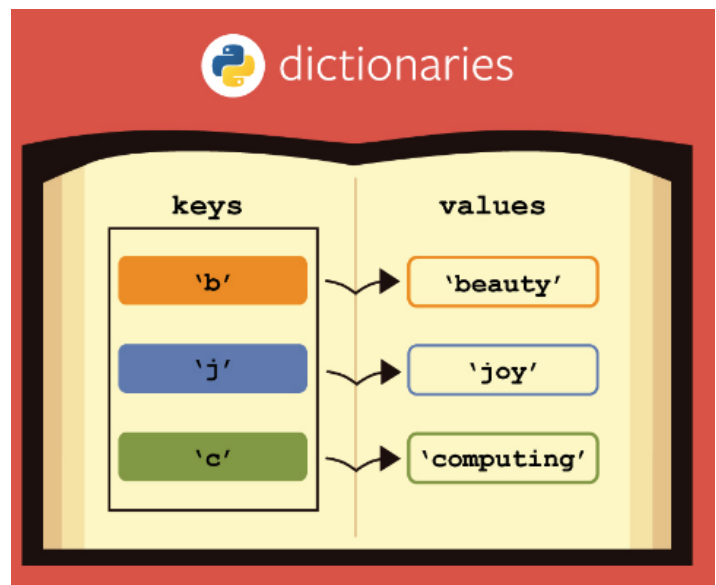 dictionaries
keys values
‘b’ ‘beauty’
‘j’ ‘joy’
‘c’ ‘computing’